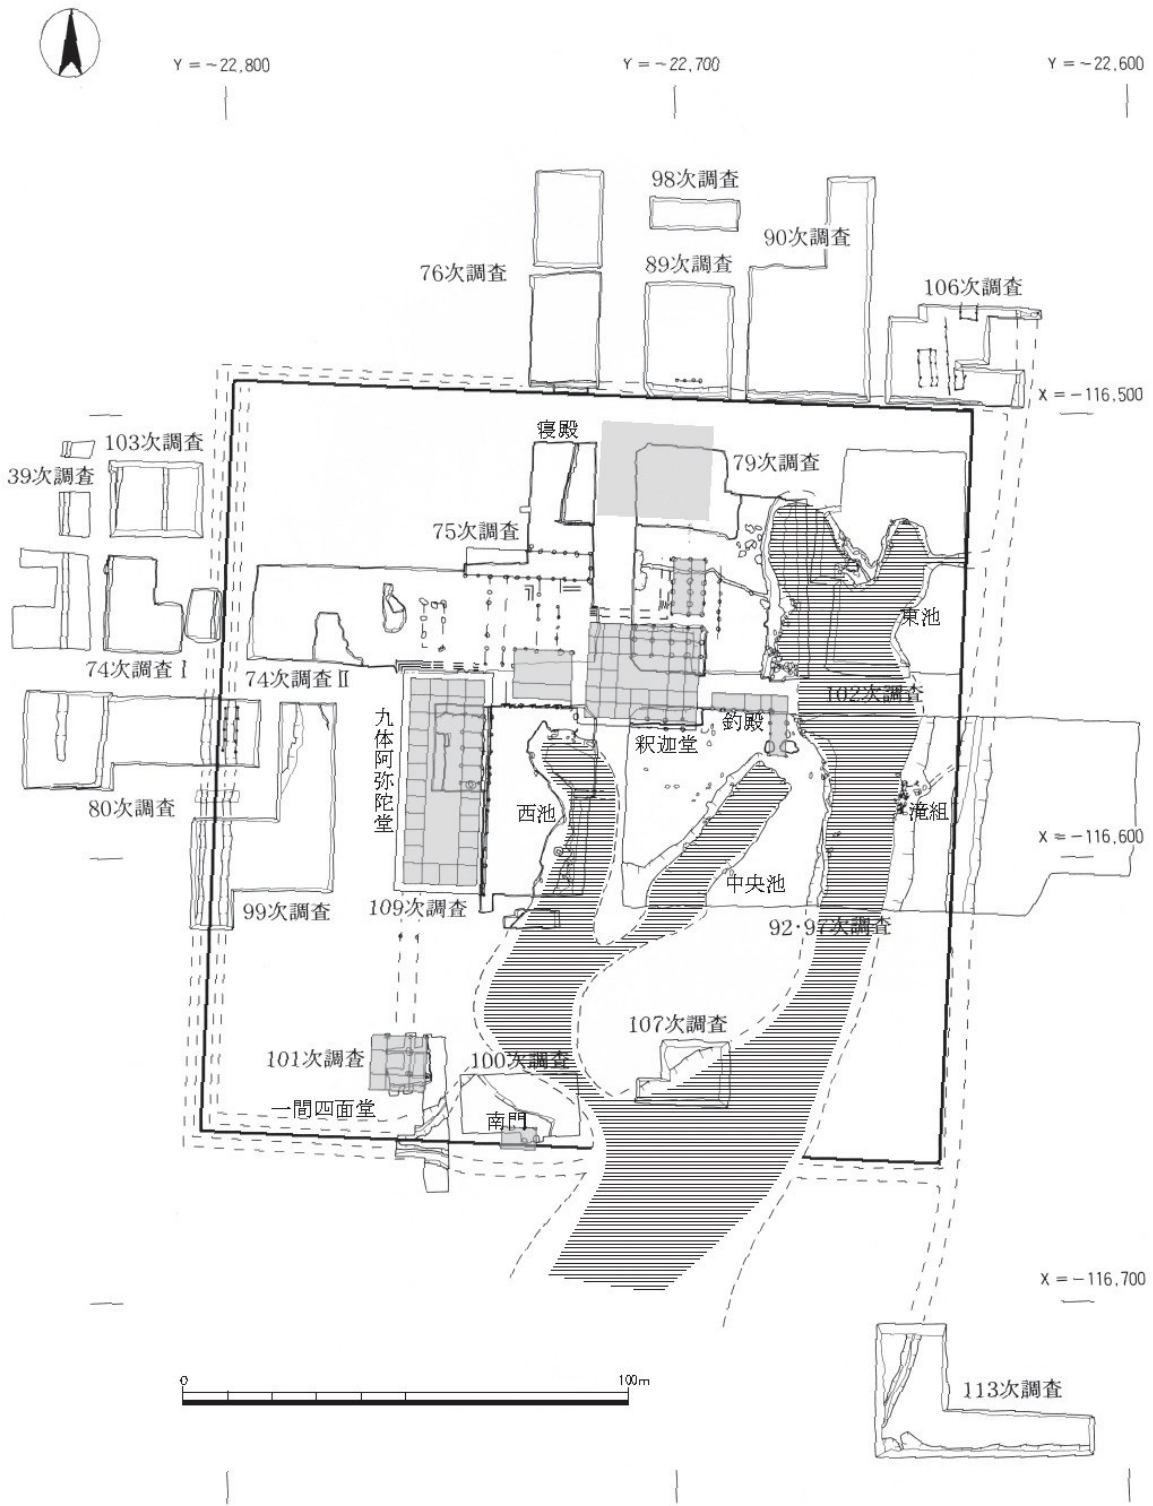 Y=-22,800
Y=-22,700
Y=-22,600
98次調査
90次調査
76次調査
89次調査
106次調査
X=-116,500
寝殿
103次調査
79次調査
39次調査
75次調査
東池
74次調査Ⅰ
74次調査Ⅱ
102次調査
九体阿弥陀堂
釣殿
釈迦堂
80次調査
西池
滝組
X=-116,600
中央池
99次調査
109次調査
92・97次調査
107次調査
101次調査
100次調査
一間四面堂
南門
X=-116,700
0
100m
113次調査